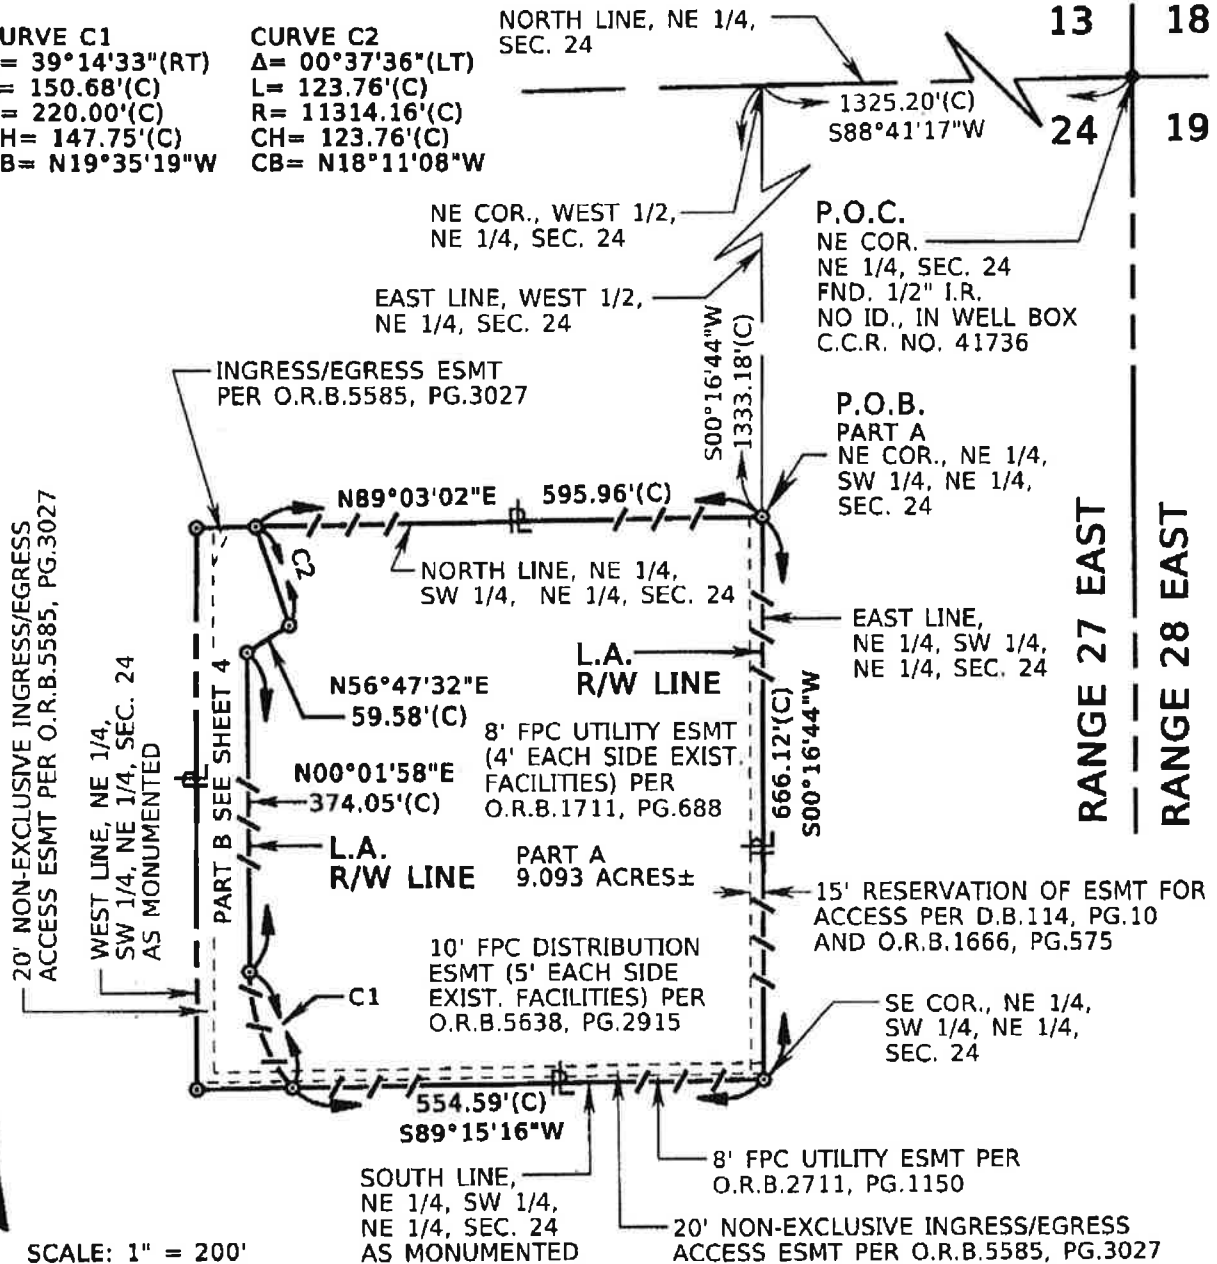 URVE C1
= 39°14'33"(RT)
= 150.68'(C)
= 220.00'(C)
H= 147.75'(C)
B= N19°35'19"W
CURVE C2
Δ= 00°37'36"(LT)
L= 123.76'(C)
R= 11314.16'(C)
CH= 123.76'(C)
CB= N18°11'08"W
NORTH LINE, NE 1/4,
SEC. 24
13
18
24
19
1325.20'(C)
S88°41'17"W
NE COR., WEST 1/2,
NE 1/4, SEC. 24
P.O.C.
NE COR.
NE 1/4, SEC. 24
FND. 1/2" I.R.
NO ID., IN WELL BOX
C.C.R. NO. 41736
EAST LINE, WEST 1/2,
NE 1/4, SEC. 24
S00°16'44"W
1333.18'(C)
INGRESS/EGRESS ESMT
PER O.R.B.5585, PG.3027
P.O.B.
PART A
NE COR., NE 1/4,
SW 1/4, NE 1/4,
SEC. 24
N89°03'02"E
595.96'(C)
C2
NORTH LINE, NE 1/4,
SW 1/4, NE 1/4, SEC. 24
EAST LINE,
NE 1/4, SW 1/4,
NE 1/4, SEC. 24
RANGE 27 EAST
RANGE 28 EAST
20' NON-EXCLUSIVE INGRESS/EGRESS
ACCESS ESMT PER O.R.B.5585, PG.3027
WEST LINE, NE 1/4,
SW 1/4, NE 1/4, SEC. 24
AS MONUMENTED
PART B SEE SHEET 4
L.A.
R/W LINE
N56°47'32"E
59.58'(C)
8' FPC UTILITY ESMT
(4' EACH SIDE EXIST.
FACILITIES) PER
O.R.B.1711, PG.688
666.12'(C)
S00°16'44"W
N00°01'58"E
374.05'(C)
L.A.
R/W LINE
PART A
9.093 ACRES±
15' RESERVATION OF ESMT FOR
ACCESS PER D.B.114, PG.10
AND O.R.B.1666, PG.575
10' FPC DISTRIBUTION
ESMT (5' EACH SIDE
EXIST. FACILITIES) PER
O.R.B.5638, PG.2915
C1
SE COR., NE 1/4,
SW 1/4, NE 1/4,
SEC. 24
554.59'(C)
S89°15'16"W
8' FPC UTILITY ESMT PER
O.R.B.2711, PG.1150
SOUTH LINE,
NE 1/4, SW 1/4,
NE 1/4, SEC. 24
AS MONUMENTED
20' NON-EXCLUSIVE INGRESS/EGRESS
ACCESS ESMT PER O.R.B.5585, PG.3027
SCALE: 1" = 200'